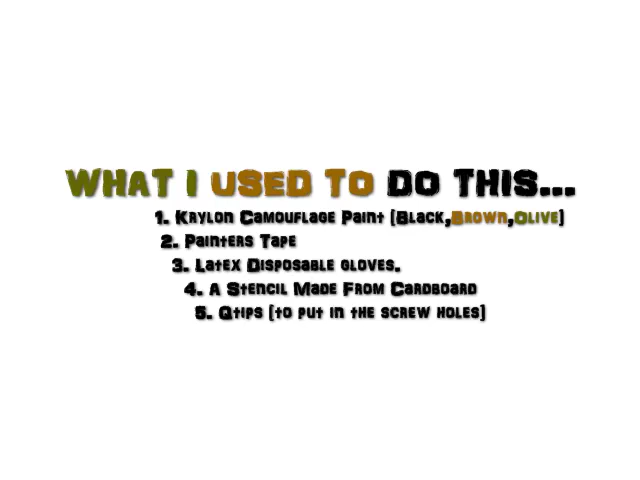 WHAT I USED TO DO THIS...
1. Krylon Camouflage Paint (Black,Brown,Olive)
2. Painters Tape
3. Latex Disposable gloves.
4. A Stencil Made From Cardboard
5. Qtips (to put in the screw holes)